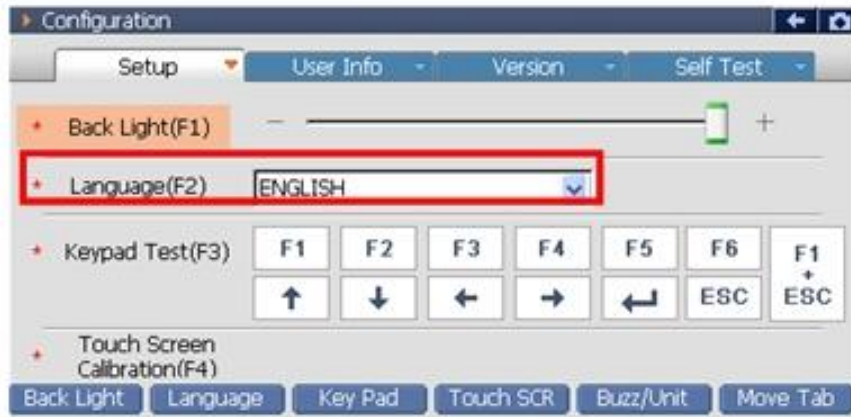 Configuration
Setup User Info Version Self Test
Back Light(F1) - +
Language(F2) ENGLISH
Keypad Test(F3) F1 F2 F3 F4 F5 F6 F1 + ESC
↑ ↓ ← → ↵ ESC
Touch Screen
Calibration(F4)
Back Light Language Key Pad Touch SCR Buzz/Unit Move Tab